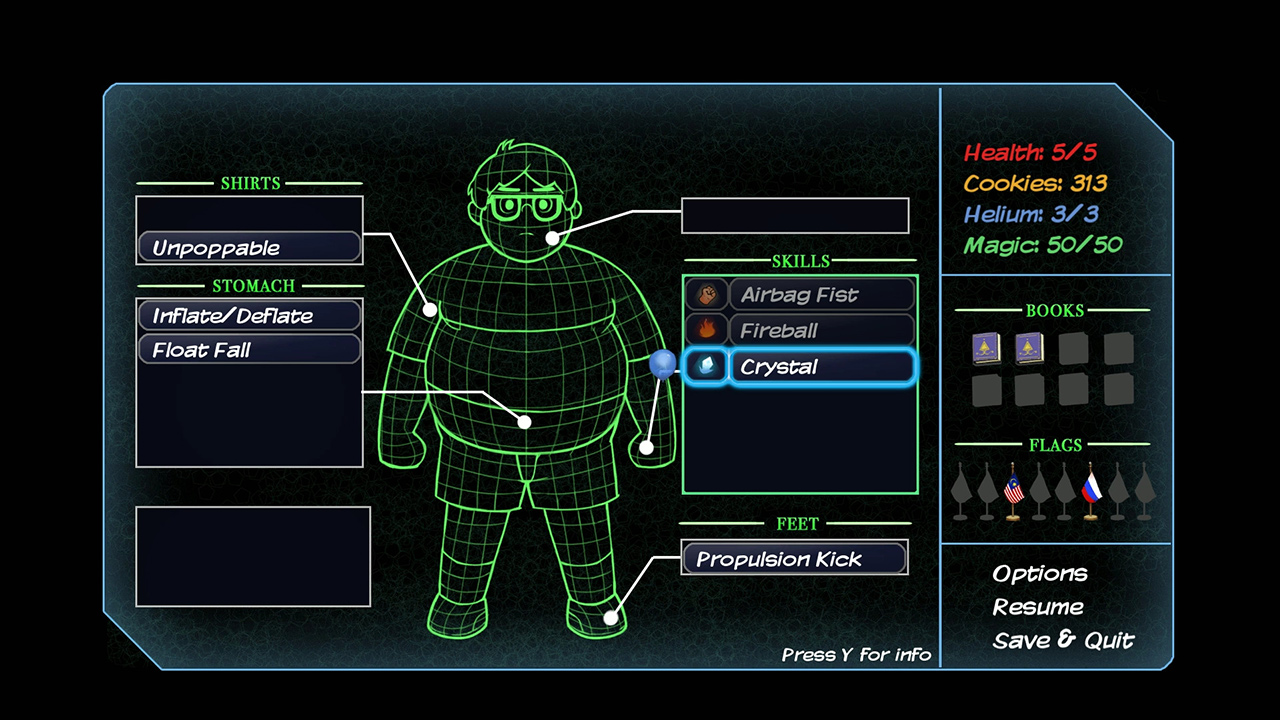 SHIRTS
Unpoppable
STOMACH
Inflate/Deflate
Float Fall
SKILLS
Airbag Fist
Fireball
Crystal
FEET
Propulsion Kick
Press Y for info
Health: 5/5
Cookies: 313
Helium: 3/3
Magic: 50/50
BOOKS
FLAGS
Options
Resume
Save & Quit